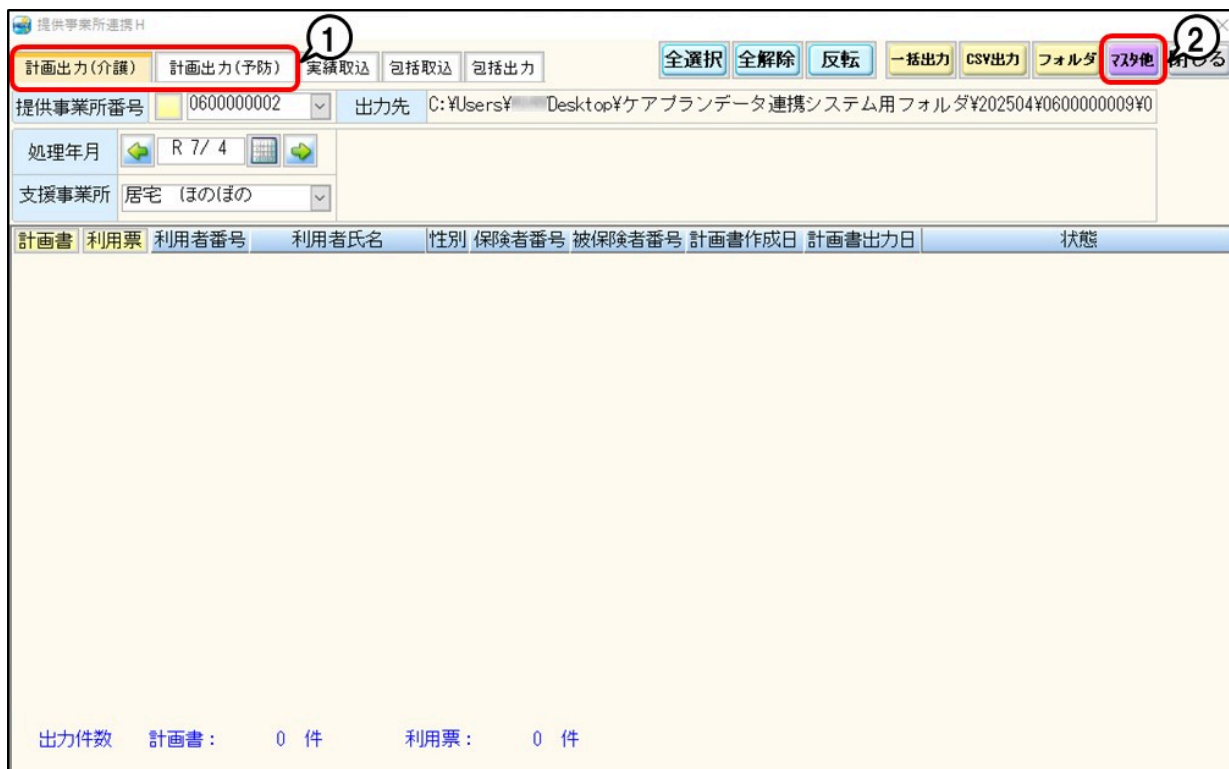 提供事業所連携H
① ②
計画出力(介護) 計画出力(予防) 実績取込 包括取込 包括出力 全選択 全解除 反転 一括出力 CSV出力 フォルダ ﾏｽﾀ他 閉じる
提供事業所番号 0600000002 出力先 C:¥Users¥ Desktop¥ケアプランデータ連携システム用フォルダ¥202504¥0600000009¥0
処理年月 R 7/ 4
支援事業所 居宅 ほのぼの
計画書 利用票 利用者番号 利用者氏名 性別 保険者番号 被保険者番号 計画書作成日 計画書出力日 状態
出力件数 計画書: 0 件 利用票: 0 件